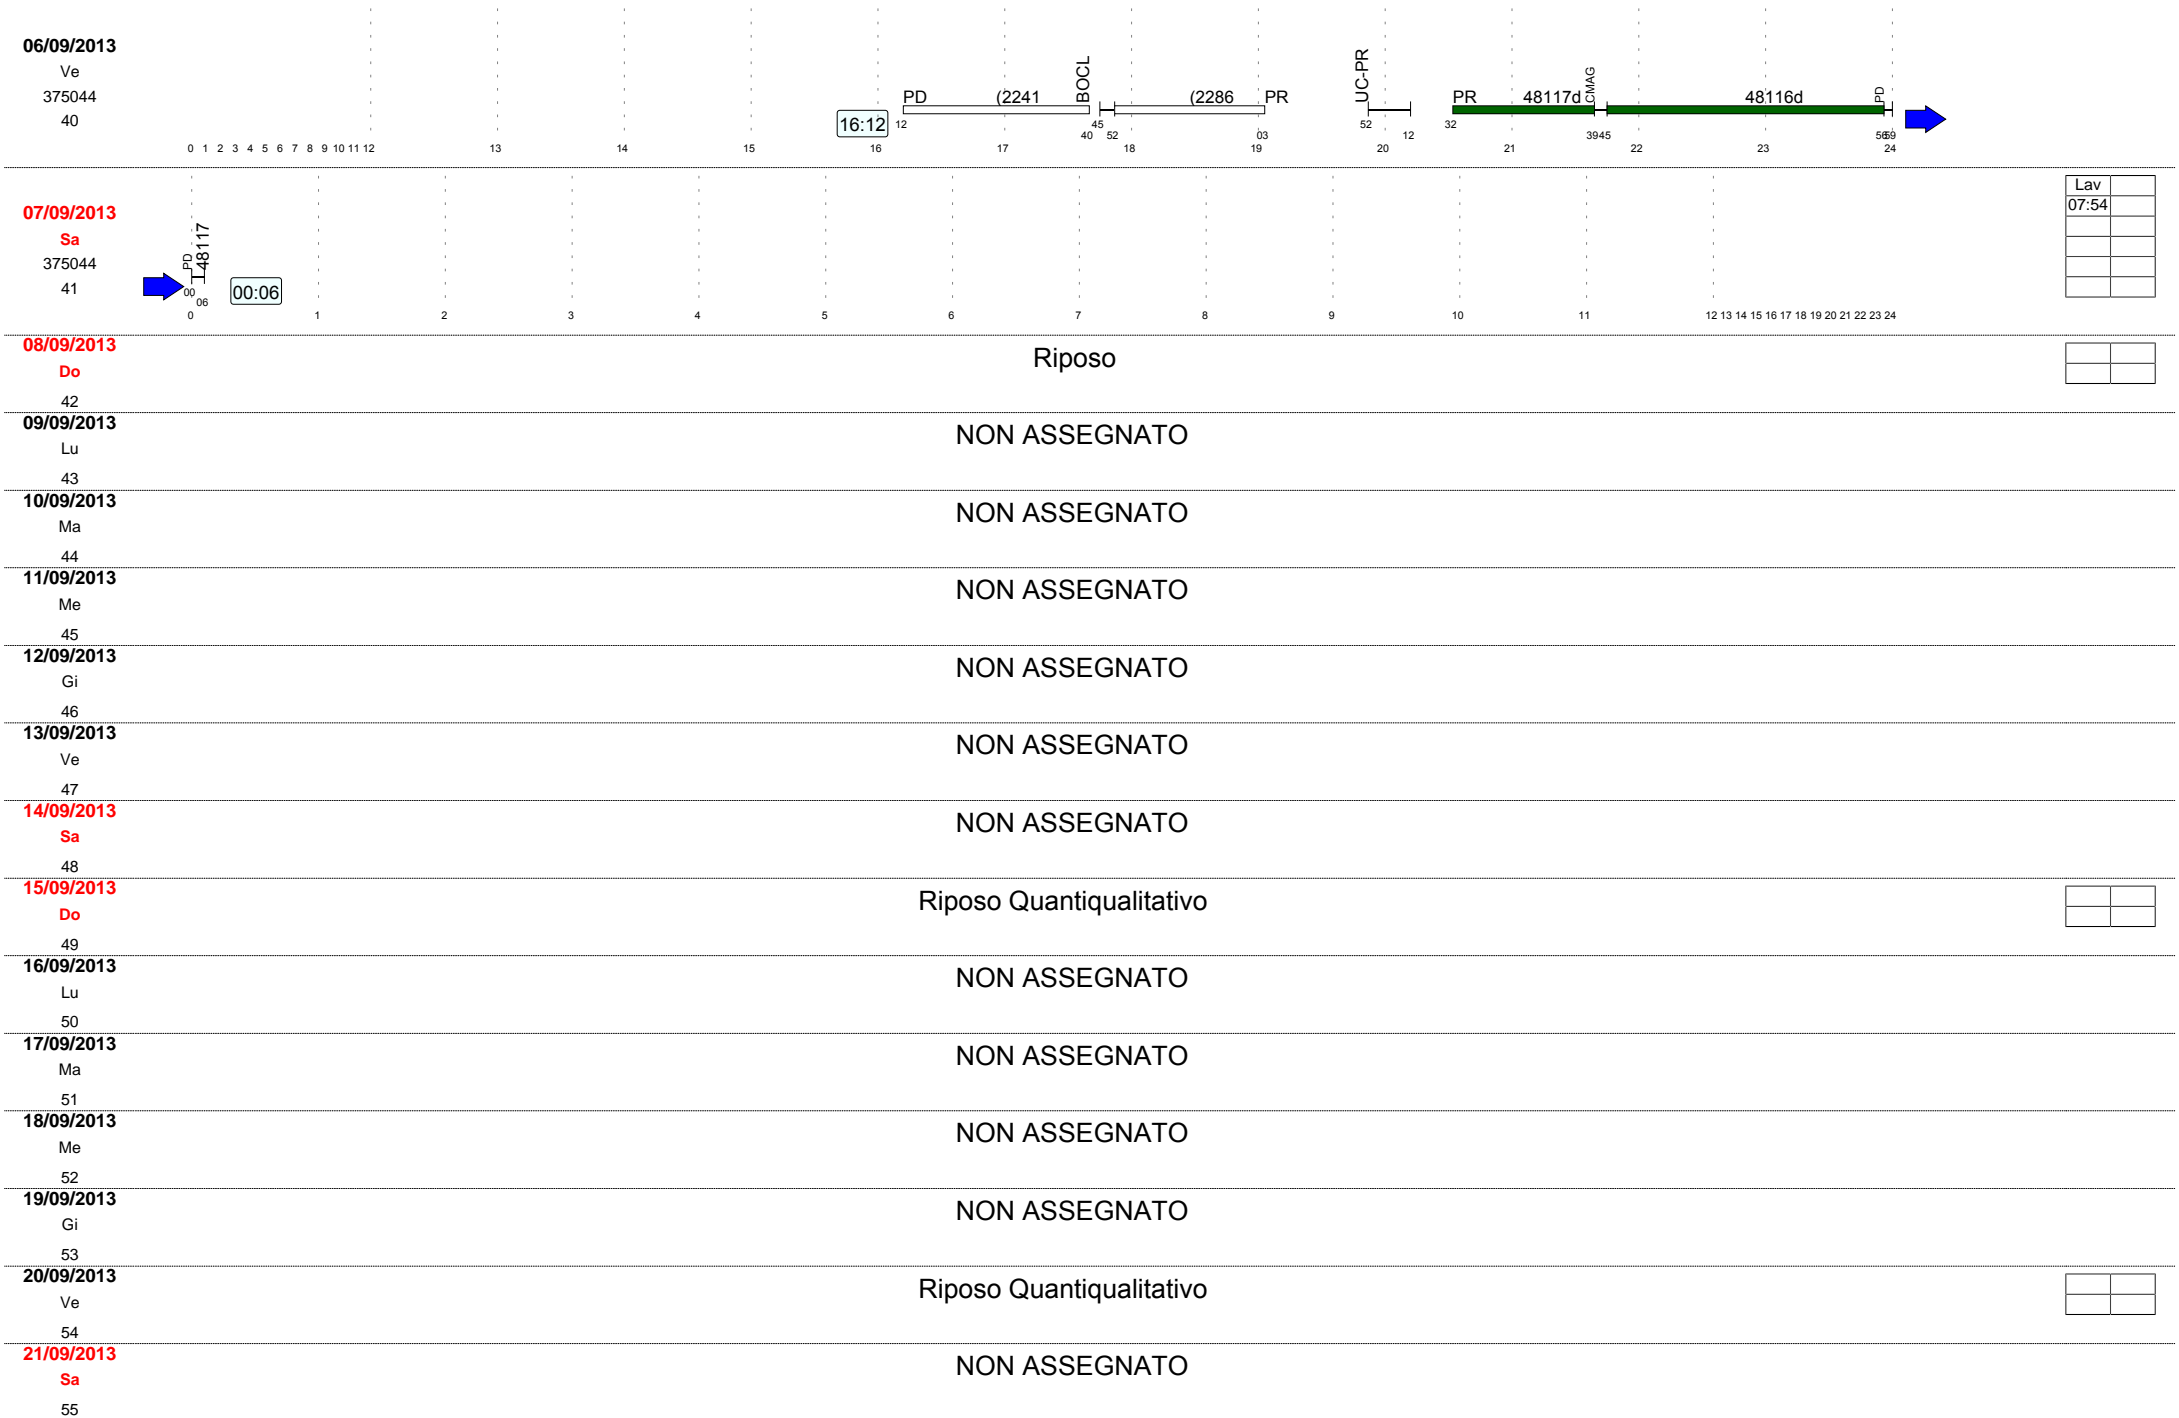 06/09/2013
Ve
375044
40
16:12
PD (2241 BOCL (2286 PR UC-PR PR 48117d CMAG 48116d PD
12 40 45 52 03 52 12 32 39 45 56 59
0 1 2 3 4 5 6 7 8 9 10 11 12 13 14 15 16 17 18 19 20 21 22 23 24
07/09/2013
Sa
375044
41
PD 48117
00 06
00:06
0 1 2 3 4 5 6 7 8 9 10 11 12 13 14 15 16 17 18 19 20 21 22 23 24
Lav
07:54
08/09/2013
Do
42
Riposo
09/09/2013
Lu
43
NON ASSEGNATO
10/09/2013
Ma
44
NON ASSEGNATO
11/09/2013
Me
45
NON ASSEGNATO
12/09/2013
Gi
46
NON ASSEGNATO
13/09/2013
Ve
47
NON ASSEGNATO
14/09/2013
Sa
48
NON ASSEGNATO
15/09/2013
Do
49
Riposo Quantiqualitativo
16/09/2013
Lu
50
NON ASSEGNATO
17/09/2013
Ma
51
NON ASSEGNATO
18/09/2013
Me
52
NON ASSEGNATO
19/09/2013
Gi
53
NON ASSEGNATO
20/09/2013
Ve
54
Riposo Quantiqualitativo
21/09/2013
Sa
55
NON ASSEGNATO